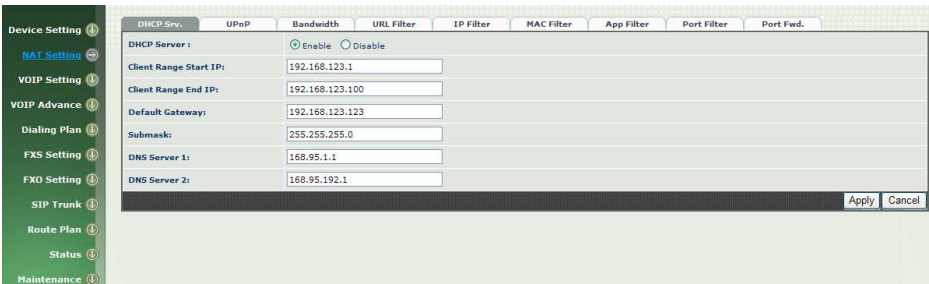 DHCP Srv. UPnP Bandwidth URL Filter IP Filter MAC Filter App Filter Port Filter Port Fwd.
Device Setting
NAT Setting
VOIP Setting
VOIP Advance
Dialing Plan
FXS Setting
FXO Setting
SIP Trunk
Route Plan
Status
Maintenance
DHCP Server : Enable Disable
Client Range Start IP: 192.168.123.1
Client Range End IP: 192.168.123.100
Default Gateway: 192.168.123.123
Submask: 255.255.255.0
DNS Server 1: 168.95.1.1
DNS Server 2: 168.95.192.1
Apply Cancel